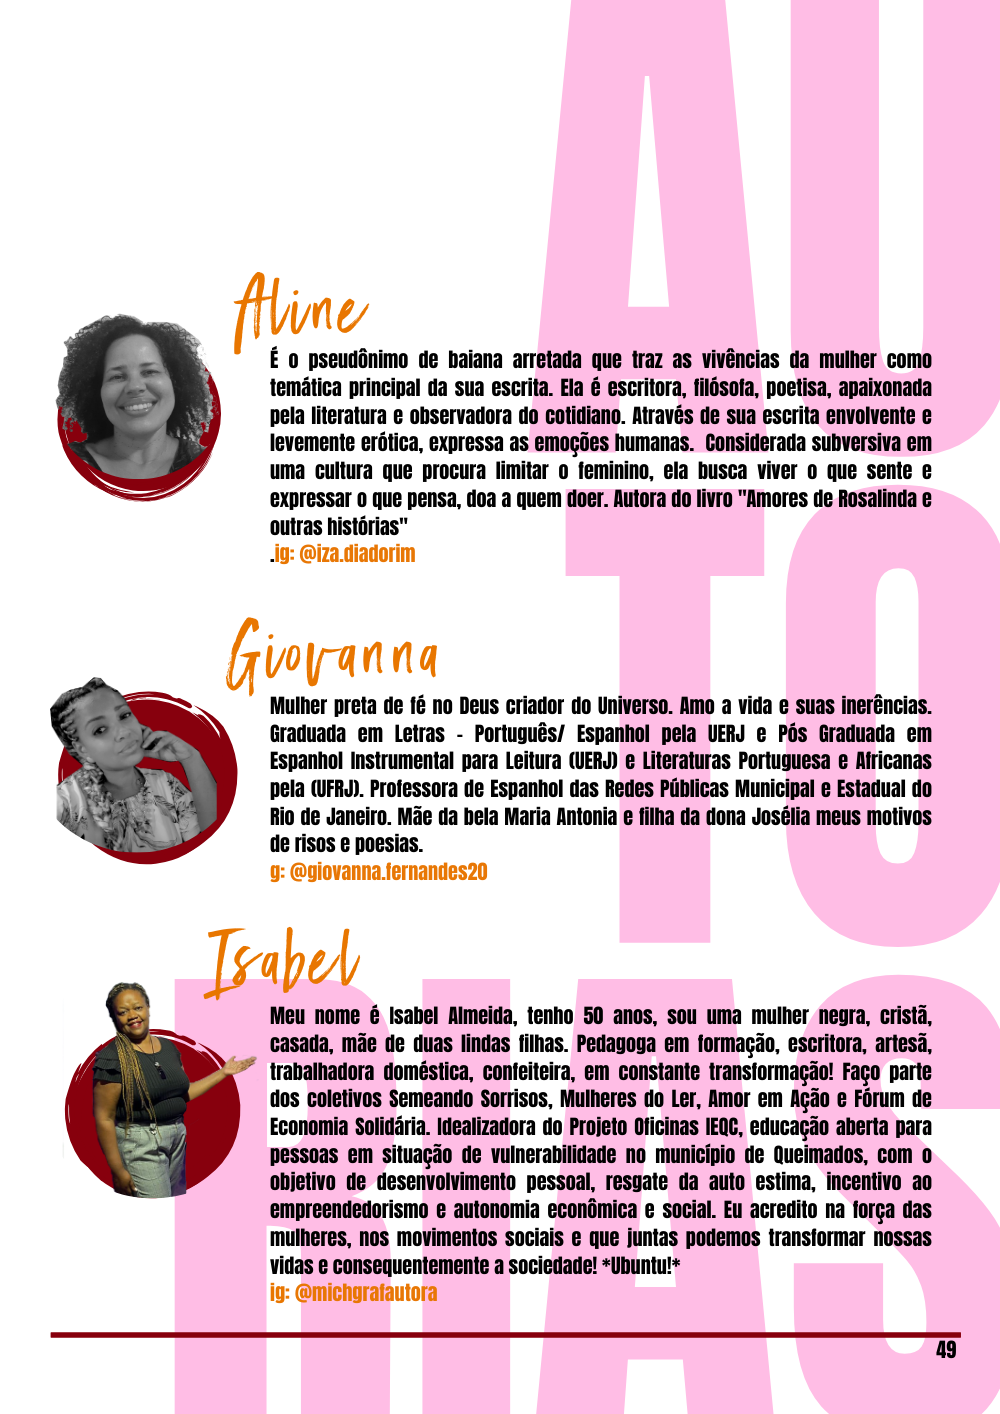 AU
TO
RIAS
Aline
É o pseudônimo de baiana arretada que traz as vivências da mulher como
temática principal da sua escrita. Ela é escritora, filósofa, poetisa, apaixonada
pela literatura e observadora do cotidiano. Através de sua escrita envolvente e
levemente erótica, expressa as emoções humanas.  Considerada subversiva em
uma cultura que procura limitar o feminino, ela busca viver o que sente e
expressar o que pensa, doa a quem doer. Autora do livro "Amores de Rosalinda e
outras histórias"
.ig: @iza.diadorim
Giovanna
Mulher preta de fé no Deus criador do Universo. Amo a vida e suas inerências.
Graduada em Letras - Português/ Espanhol pela UERJ e Pós Graduada em
Espanhol Instrumental para Leitura (UERJ) e Literaturas Portuguesa e Africanas
pela (UFRJ). Professora de Espanhol das Redes Públicas Municipal e Estadual do
Rio de Janeiro. Mãe da bela Maria Antonia e filha da dona Josélia meus motivos
de risos e poesias.
g: @giovanna.fernandes20
Isabel
Meu nome é Isabel Almeida, tenho 50 anos, sou uma mulher negra, cristã,
casada, mãe de duas lindas filhas. Pedagoga em formação, escritora, artesã,
trabalhadora doméstica, confeiteira, em constante transformação! Faço parte
dos coletivos Semeando Sorrisos, Mulheres do Ler, Amor em Ação e Fórum de
Economia Solidária. Idealizadora do Projeto Oficinas IEQC, educação aberta para
pessoas em situação de vulnerabilidade no município de Queimados, com o
objetivo de desenvolvimento pessoal, resgate da auto estima, incentivo ao
empreendedorismo e autonomia econômica e social. Eu acredito na força das
mulheres, nos movimentos sociais e que juntas podemos transformar nossas
vidas e consequentemente a sociedade! *Ubuntu!*
ig: @michgrafautora
49